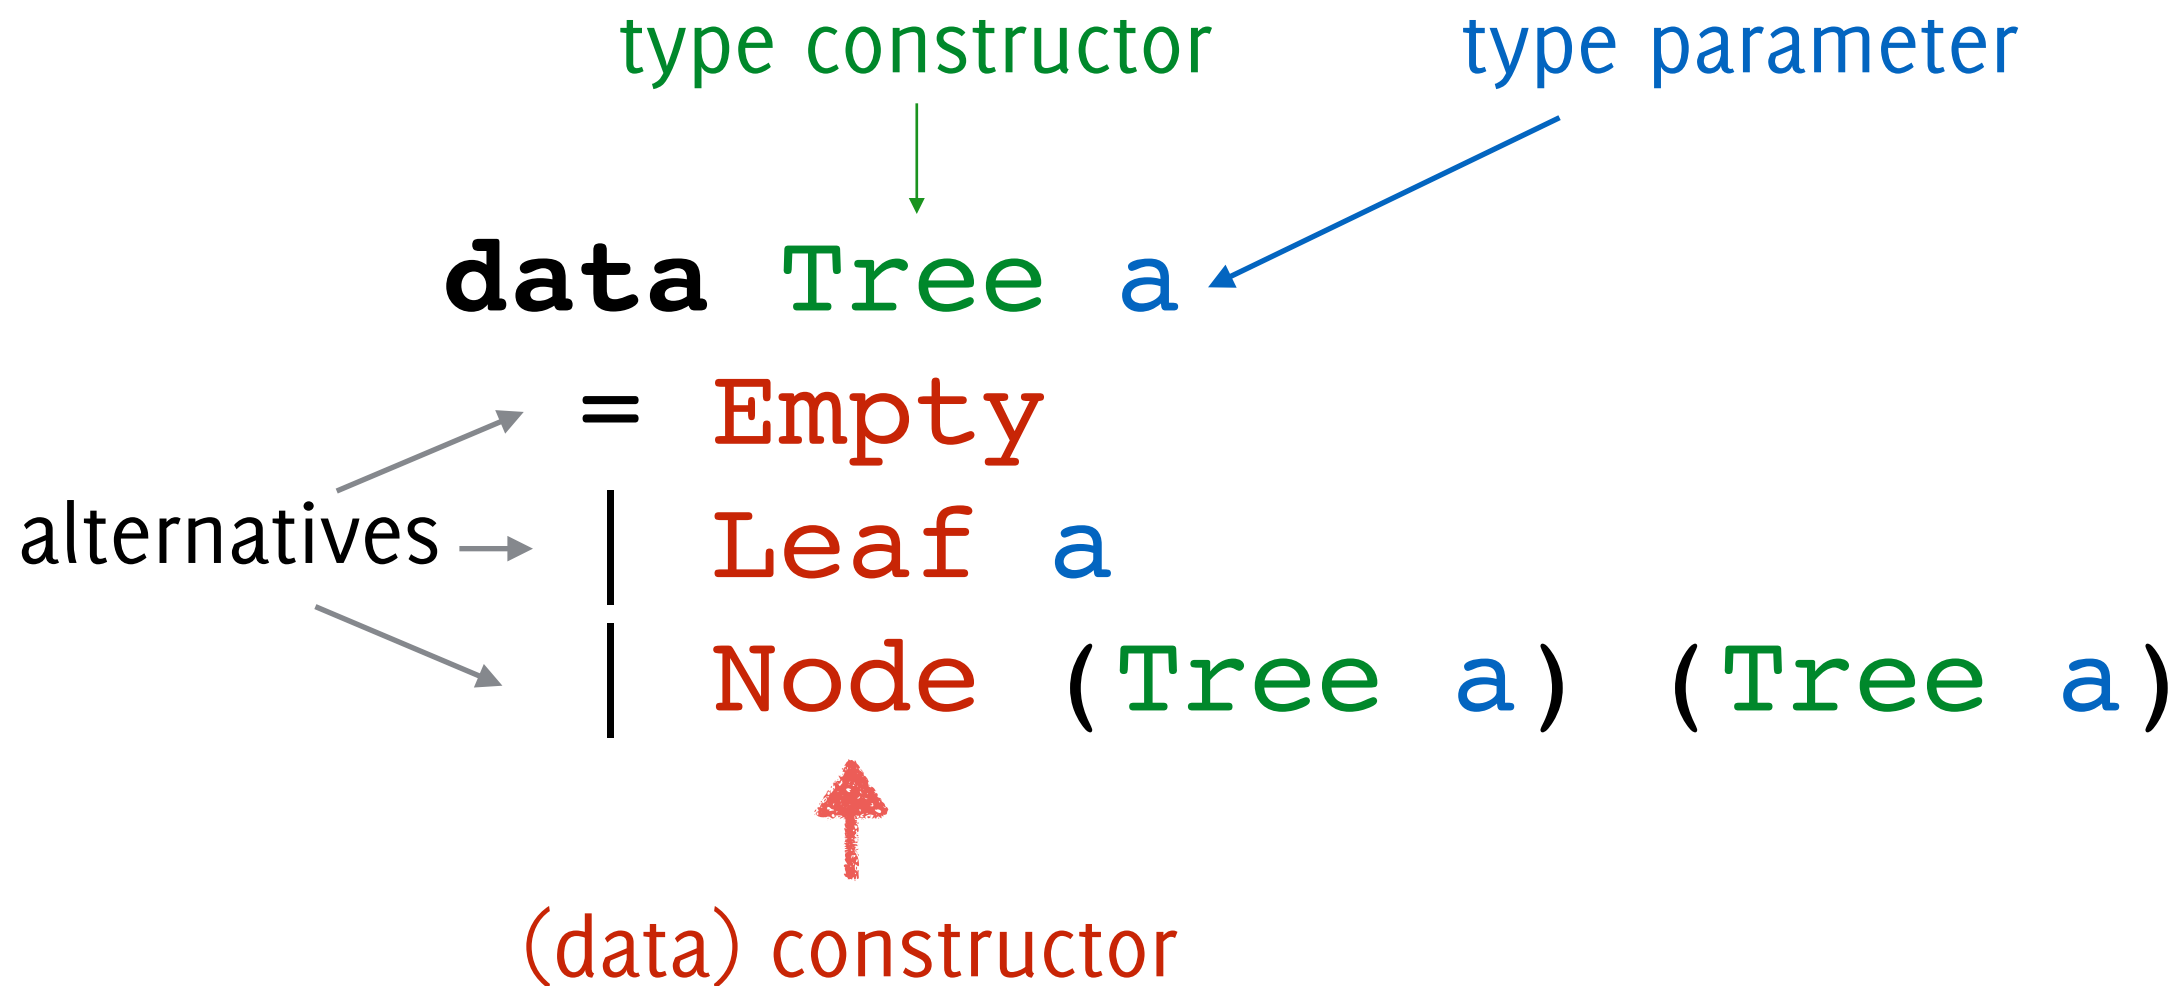 type constructor type parameter
data Tree a
= Empty
alternatives | Leaf a
| Node (Tree a) (Tree a)
(data) constructor